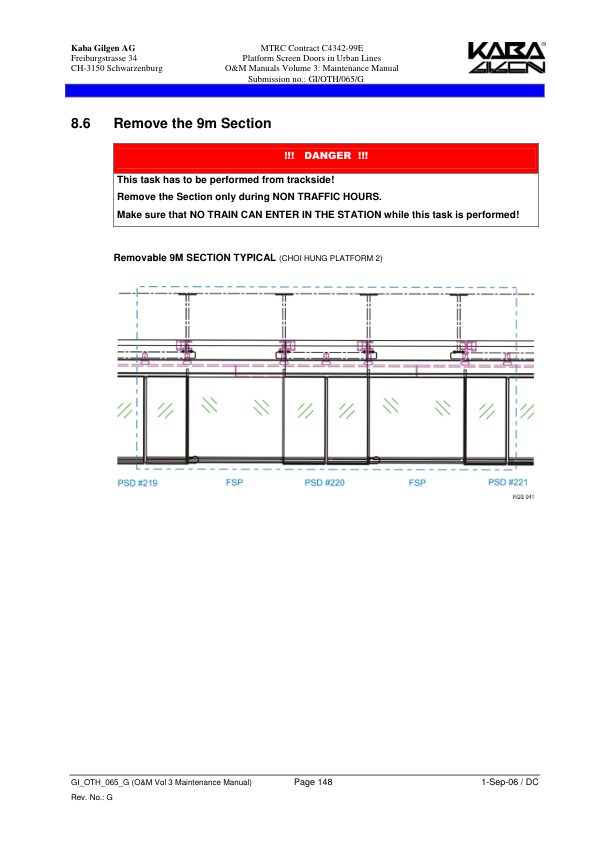 Kaba Gilgen AG
Freiburgstrasse 34
CH-3150 Schwarzenburg
MTRC Contract C4342-99E
Platform Screen Doors in Urban Lines
O&M Manuals Volume 3: Maintenance Manual
Submission no.: GI/OTH/065/G
KABA®
GILGEN
8.6 Remove the 9m Section
!!! DANGER !!!
This task has to be performed from trackside!
Remove the Section only during NON TRAFFIC HOURS.
Make sure that NO TRAIN CAN ENTER IN THE STATION while this task is performed!
Removable 9M SECTION TYPICAL (CHOI HUNG PLATFORM 2)
PSD #219 FSP PSD #220 FSP PSD #221
KGS 041
GI_OTH_065_G (O&M Vol 3 Maintenance Manual) Page 148 1-Sep-06 / DC
Rev. No.: G